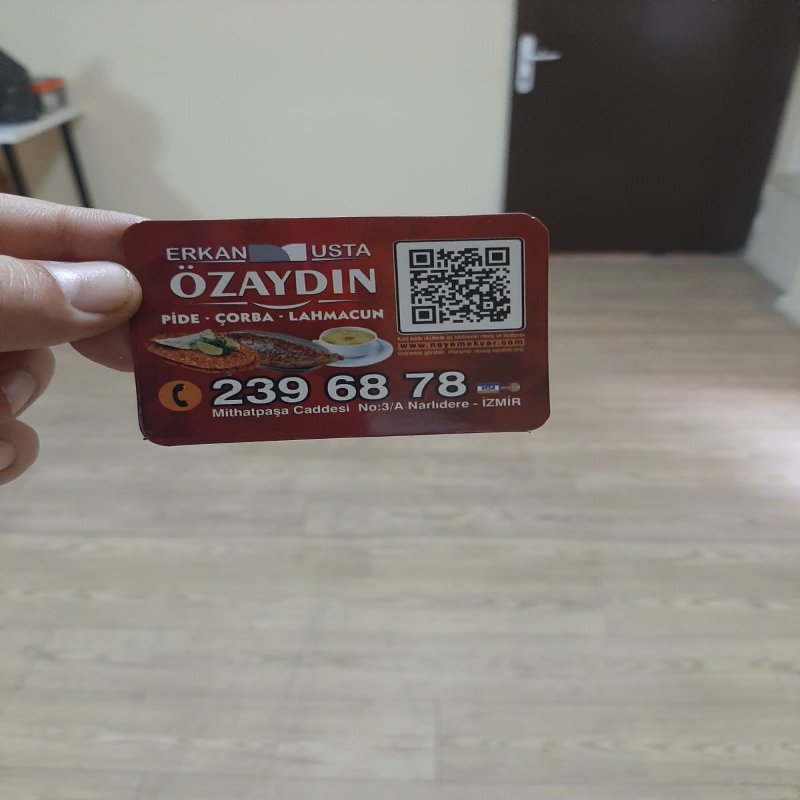 ERKAN USTA
ÖZAYDIN
PİDE - ÇORBA - LAHMACUN
www.neyemekvar.com
239 68 78
VISA
Mithatpaşa Caddesi No:3/A Narlıdere - İZMİR